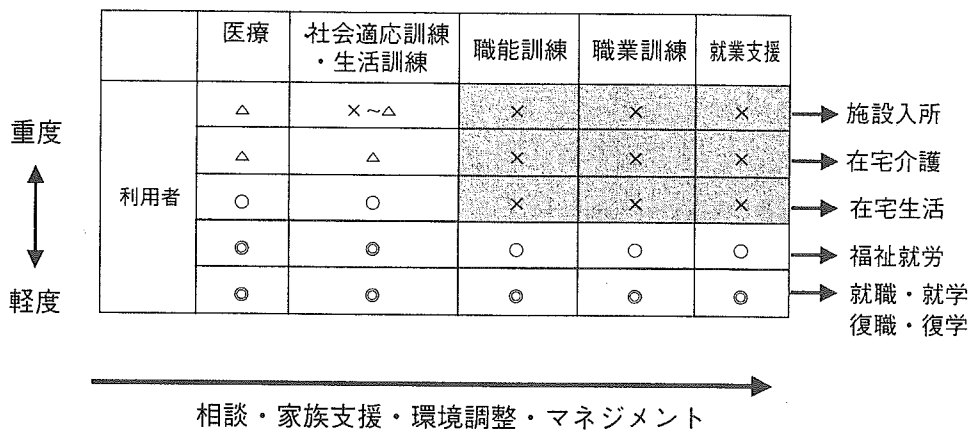 医療 社会適応訓練・生活訓練 職能訓練 職業訓練 就業支援
重度
利用者
軽度
△ ×～△ × × × 施設入所
△ △ × × × 在宅介護
○ ○ × × × 在宅生活
◎ ◎ ○ ○ ○ 福祉就労
◎ ◎ ◎ ◎ ◎ 就職・就学
復職・復学
相談・家族支援・環境調整・マネジメント